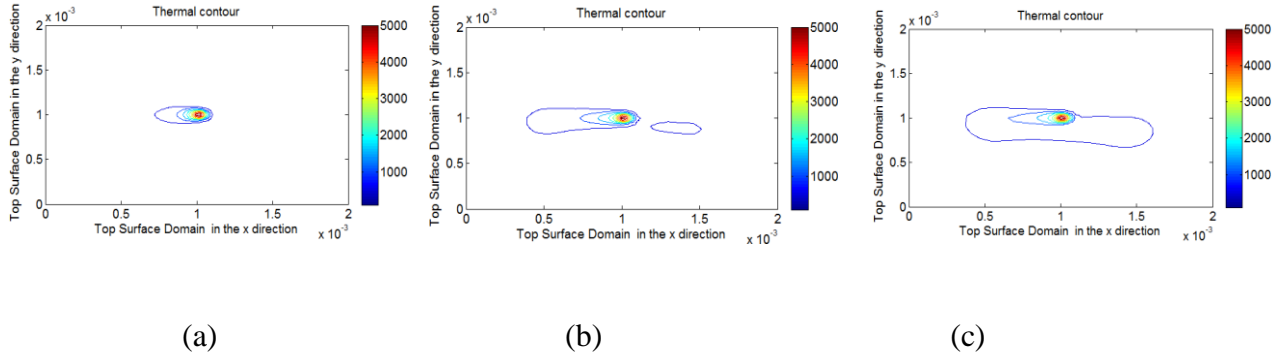 x 10⁻³
Thermal contour
Top Surface Domain in the y direction
2
1.5
1
0.5
0
0 0.5 1 1.5 2
Top Surface Domain in the x direction
x 10⁻³
5000
4000
3000
2000
1000
x 10⁻³
Thermal contour
Top Surface Domain in the y direction
2
1.5
1
0.5
0
0 0.5 1 1.5 2
Top Surface Domain in the x direction
x 10⁻³
5000
4000
3000
2000
1000
x 10⁻³
Thermal contour
Top Surface Domain in the y direction
2
1.5
1
0.5
0
0 0.5 1 1.5 2
Top Surface Domain in the x direction
x 10⁻³
5000
4000
3000
2000
1000
(a) (b) (c)